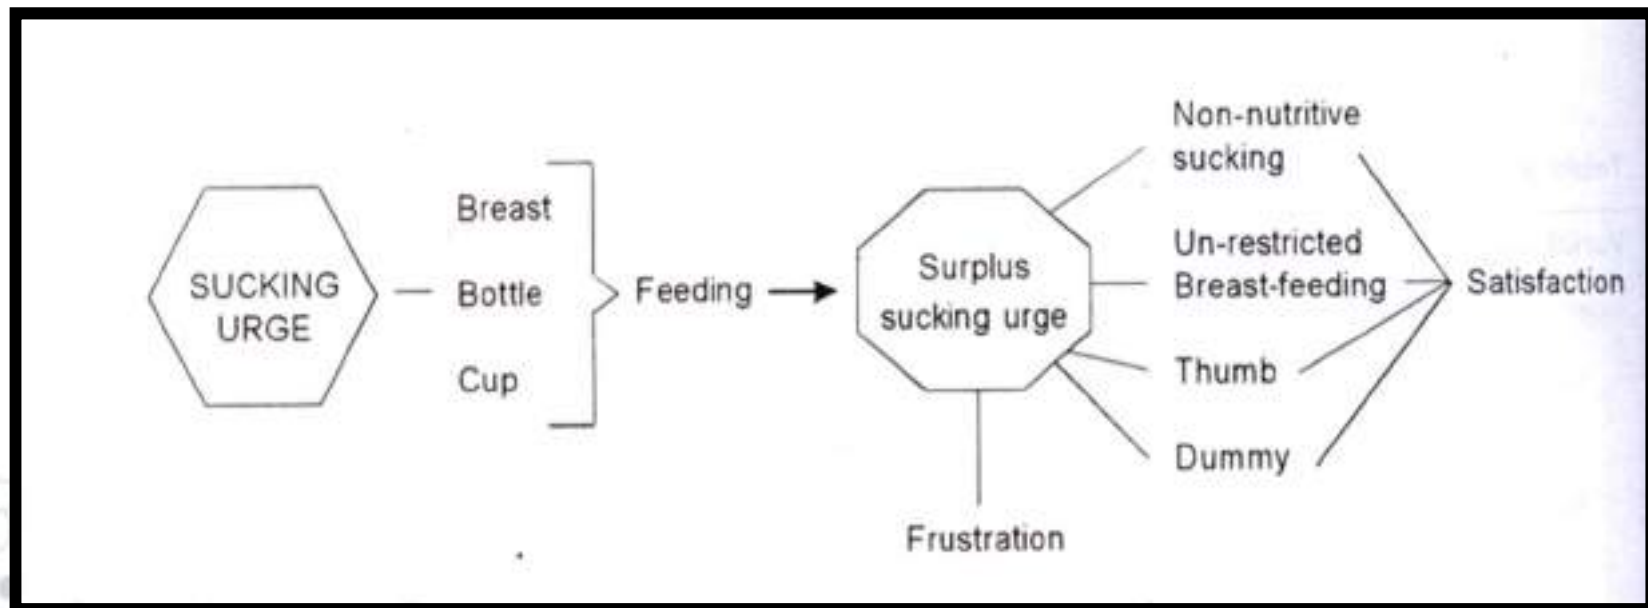 SUCKING
URGE
Breast
Bottle
Cup
Feeding
Surplus
sucking urge
Frustration
Non-nutritive
sucking
Un-restricted
Breast-feeding
Thumb
Dummy
Satisfaction